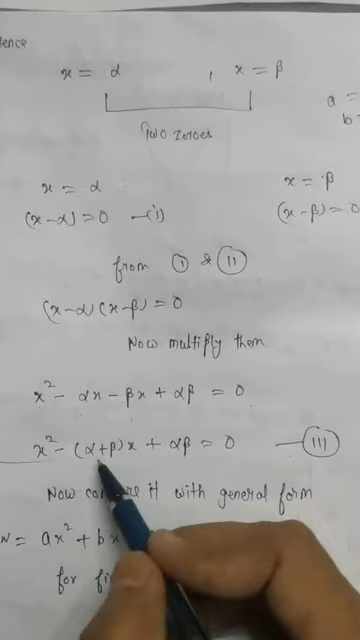 x = α , x = β
a =
Two zeroes
b
x = α x = β
(x-α) = 0 —(i) (x-β) = 0
from (I) & (II)
(x-α) (x-β) = 0
Now multiply them
x² - αx - βx + αβ = 0
x² - (α+β)x + αβ = 0 —(III)
Now it with general form
= ax² + bx
for